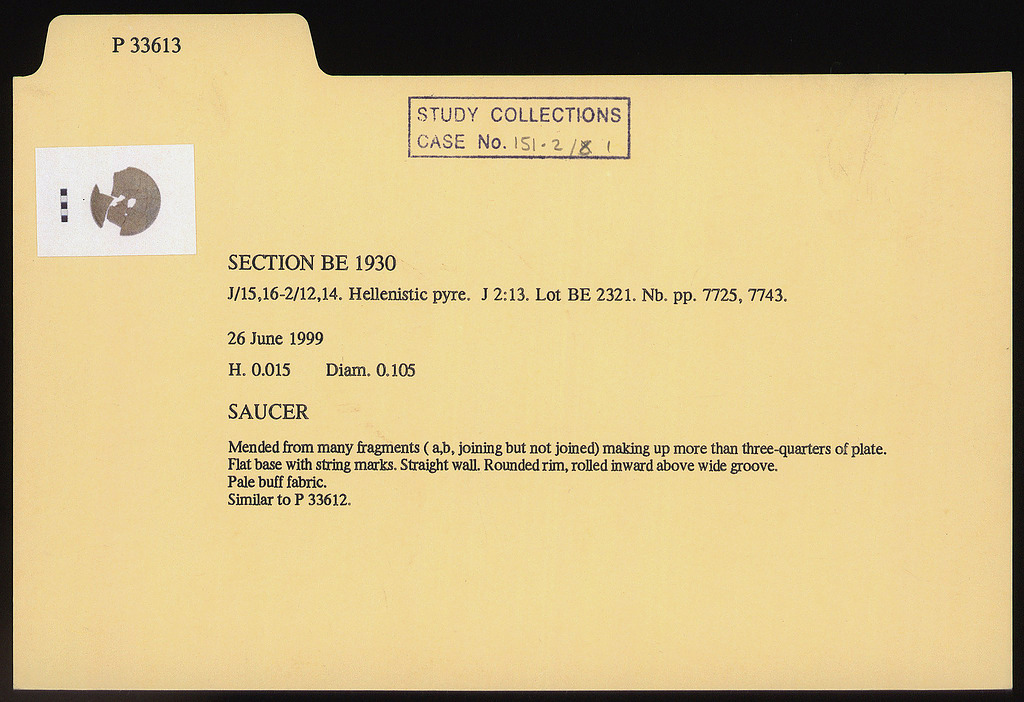 P 33613
STUDY COLLECTIONS
CASE No. 151-2/8 1
SECTION BE 1930
J/15,16-2/12,14. Hellenistic pyre. J 2:13. Lot BE 2321. Nb. pp. 7725, 7743.
26 June 1999
H. 0.015 Diam. 0.105
SAUCER
Mended from many fragments ( a,b, joining but not joined) making up more than three-quarters of plate.
Flat base with string marks. Straight wall. Rounded rim, rolled inward above wide groove.
Pale buff fabric.
Similar to P 33612.